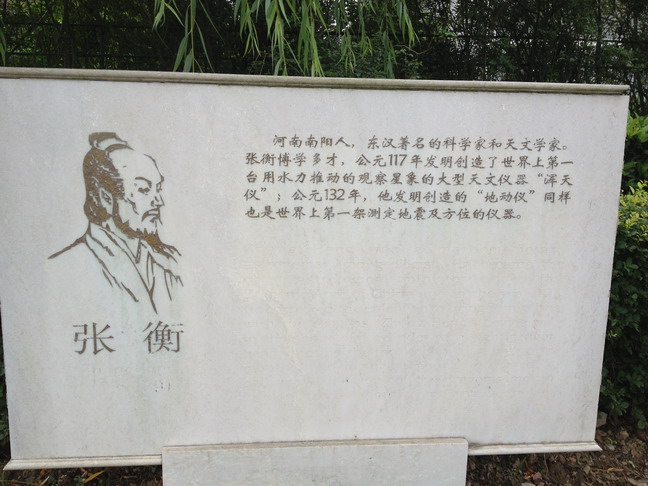 河南南阳人，东汉著名的科学家和天文学家。
张衡博学多才，公元117年发明创造了世界上第一
台用水力推动的观察星象的大型天文仪器“浑天
仪”；公元132年，他发明创造的“地动仪”同样
也是世界上第一架测定地震及方位的仪器。
张衡